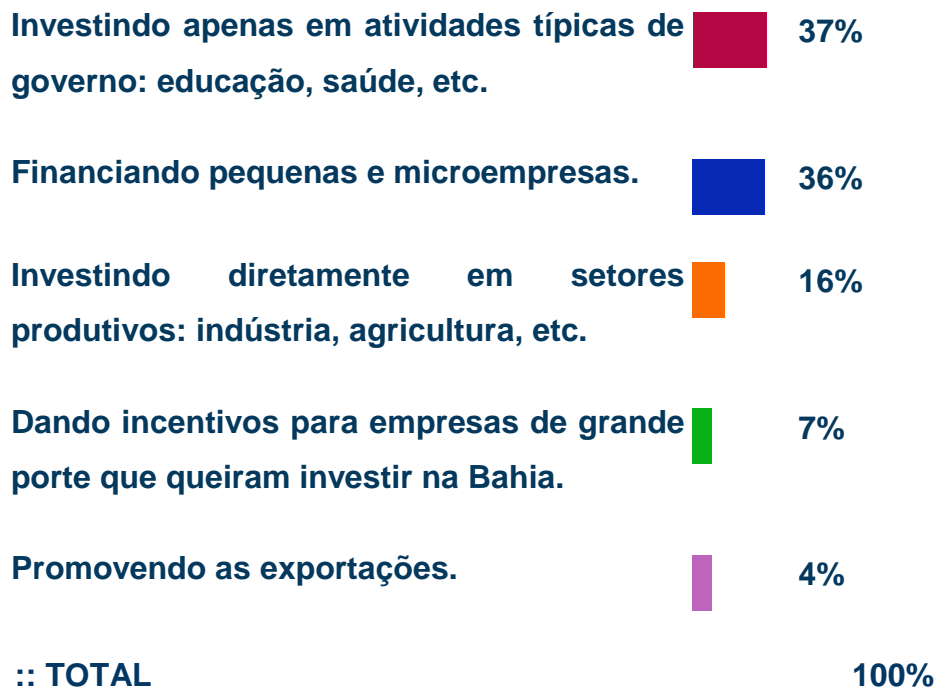 Investindo apenas em atividades típicas de 37%
governo: educação, saúde, etc.
Financiando pequenas e microempresas. 36%
Investindo diretamente em setores 16%
produtivos: indústria, agricultura, etc.
Dando incentivos para empresas de grande 7%
porte que queiram investir na Bahia.
Promovendo as exportações. 4%
:: TOTAL 100%